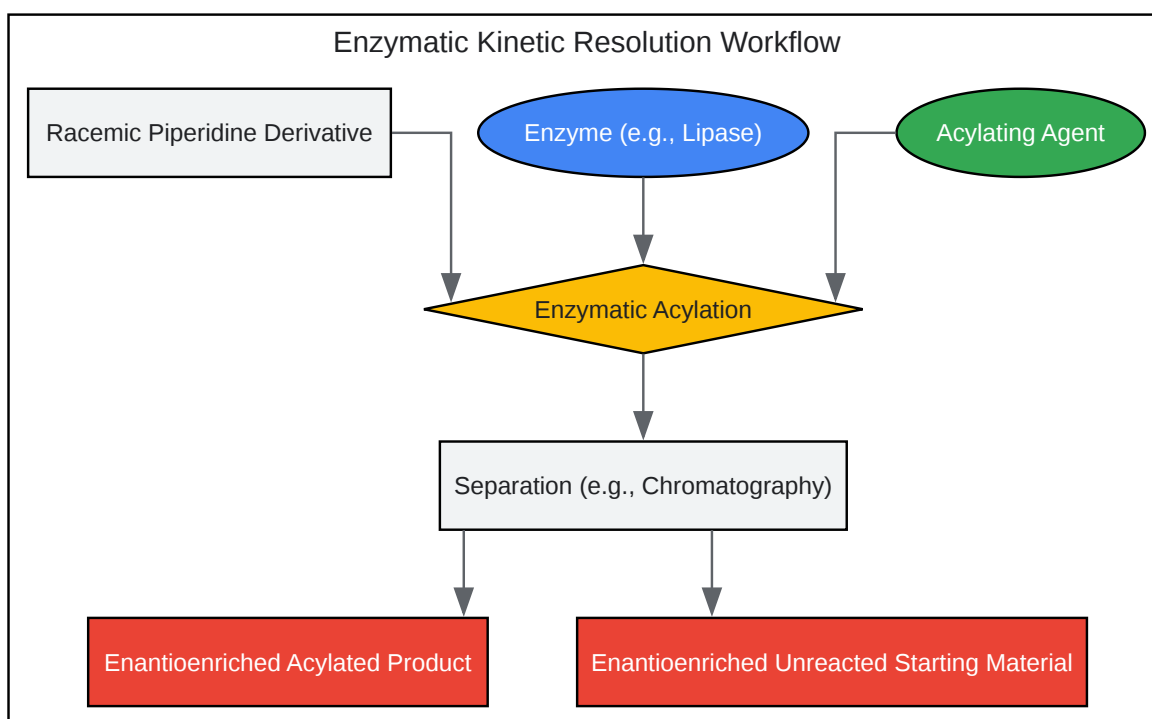 Enzymatic Kinetic Resolution Workflow
Racemic Piperidine Derivative
Enzyme (e.g., Lipase)
Acylating Agent
Enzymatic Acylation
Separation (e.g., Chromatography)
Enantioenriched Acylated Product
Enantioenriched Unreacted Starting Material